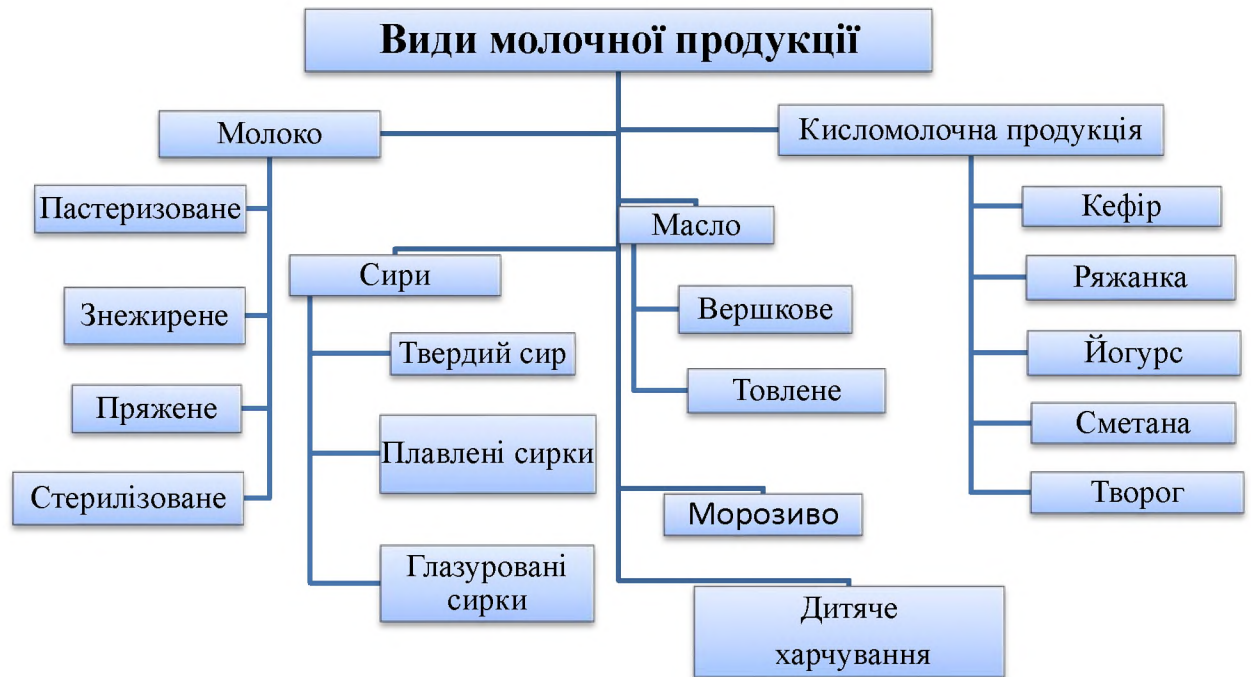 Види молочної продукції
Молоко
Пастеризоване
Знежирене
Пряжене
Стерилізоване
Сири
Твердий сир
Плавлені сирки
Глазуровані
сирки
Масло
Вершкове
Товлене
Морозиво
Дитяче
харчування
Кисломолочна продукція
Кефір
Ряжанка
Йогурс
Сметана
Творог